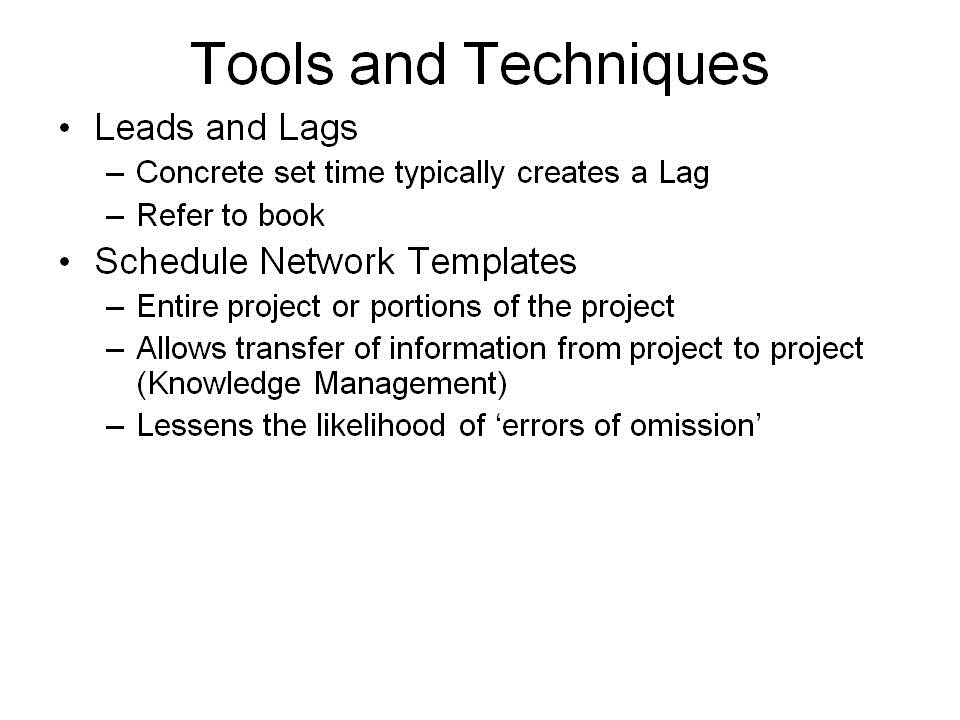 Tools and Techniques
• Leads and Lags
– Concrete set time typically creates a Lag
– Refer to book
• Schedule Network Templates
– Entire project or portions of the project
– Allows transfer of information from project to project
(Knowledge Management)
– Lessens the likelihood of ‘errors of omission’